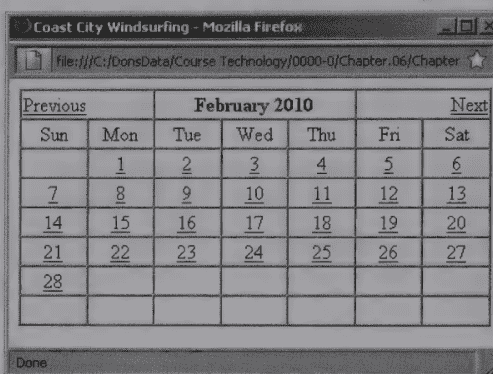 Coast City Windsurfing - Mozilla Firefox
file:///C:/DonsData/Course Technology/0000-0/Chapter.06/Chapter
Previous February 2010 Next
Sun Mon Tue Wed Thu Fri Sat
1 2 3 4 5 6
7 8 9 10 11 12 13
14 15 16 17 18 19 20
21 22 23 24 25 26 27
28
Done